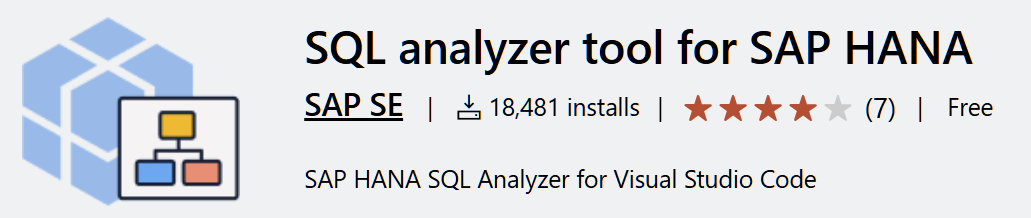 SQL analyzer tool for SAP HANA
SAP SE | 18,481 installs | (7) | Free
SAP HANA SQL Analyzer for Visual Studio Code